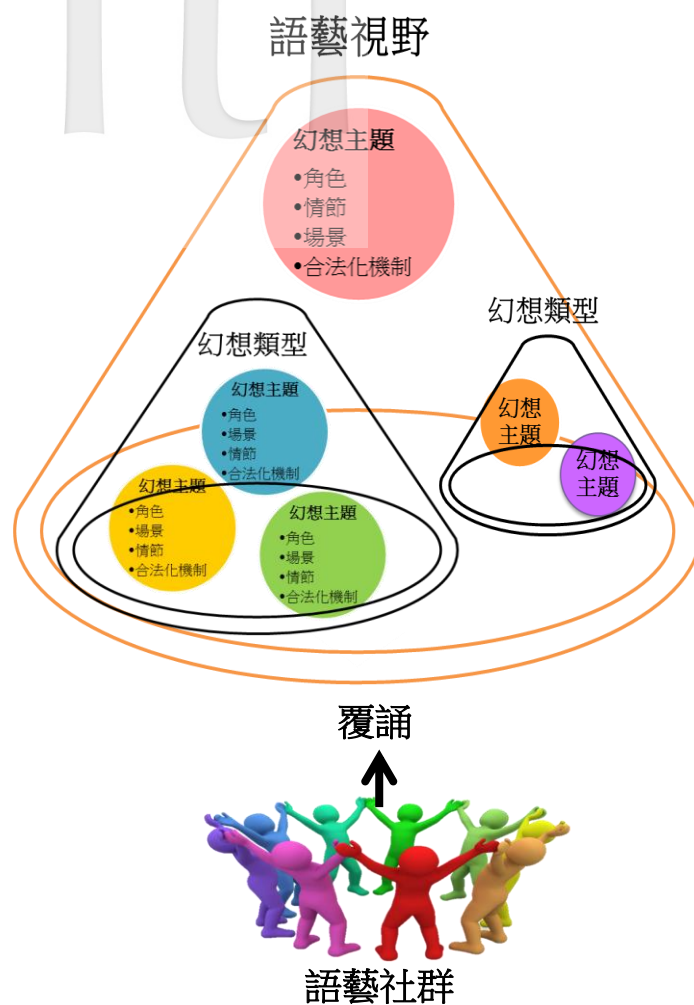 語藝視野
幻想主題
•角色
•情節
•場景
•合法化機制
幻想類型
幻想主題
•角色
•場景
•情節
•合法化機制
幻想主題
•角色
•場景
•情節
•合法化機制
幻想主題
•角色
•場景
•情節
•合法化機制
幻想類型
幻想
主題
幻想
主題
覆誦
語藝社群